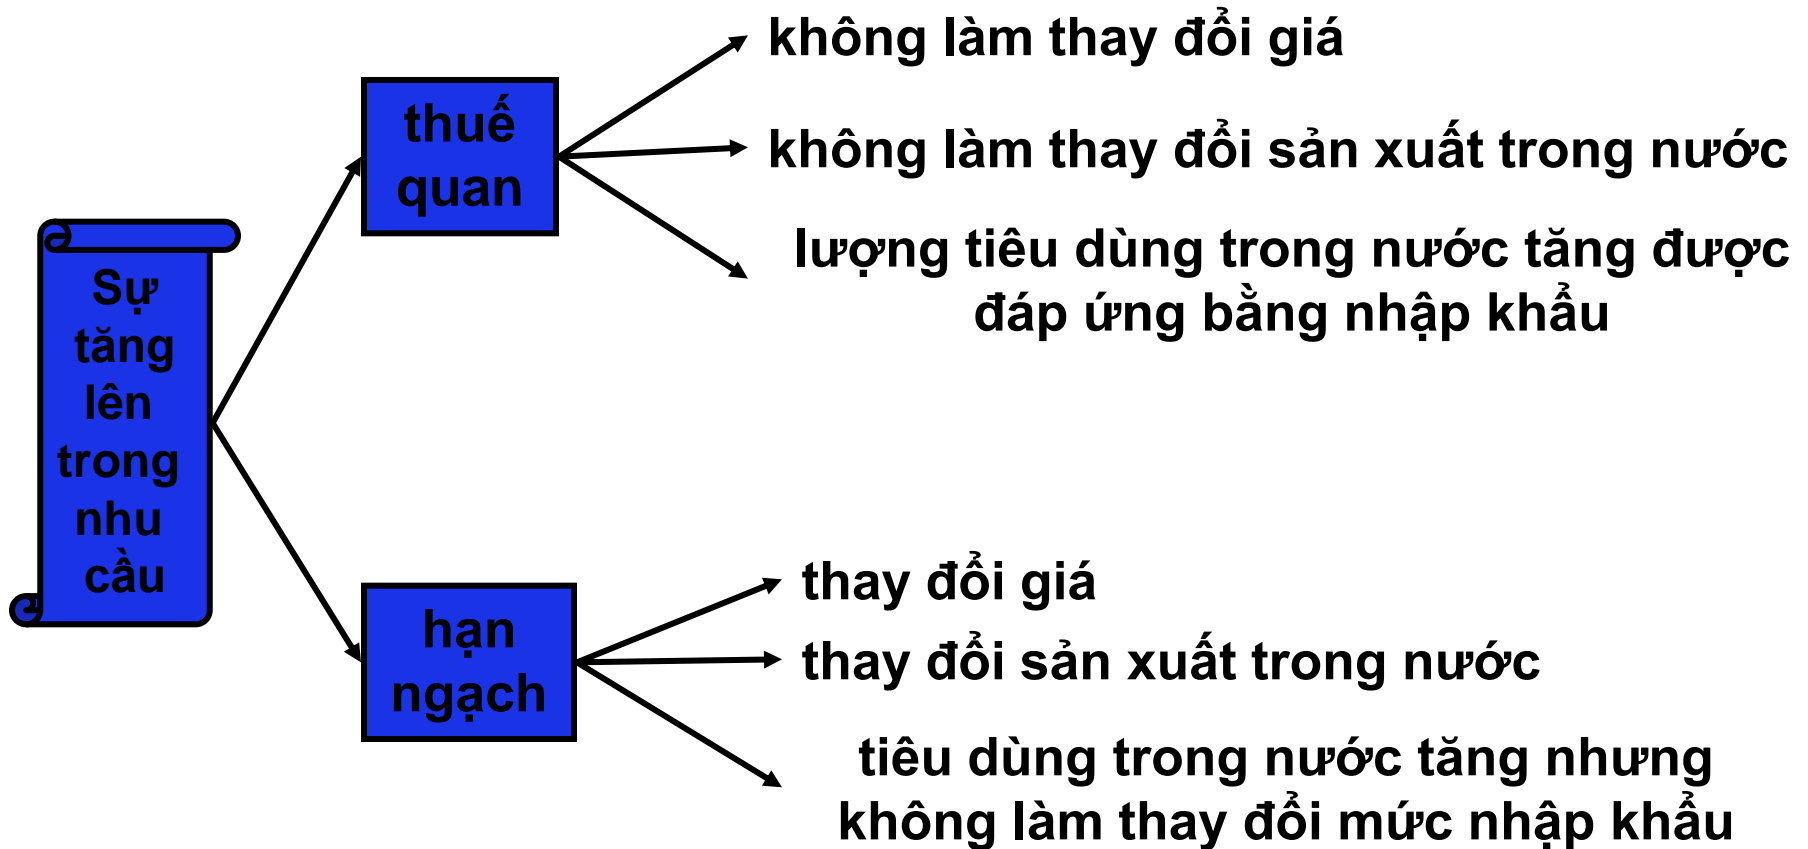 Sự
tăng
lên
trong
nhu
cầu
thuế
quan
không làm thay đổi giá
không làm thay đổi sản xuất trong nước
lượng tiêu dùng trong nước tăng được
đáp ứng bằng nhập khẩu
hạn
ngạch
thay đổi giá
thay đổi sản xuất trong nước
tiêu dùng trong nước tăng nhưng
không làm thay đổi mức nhập khẩu